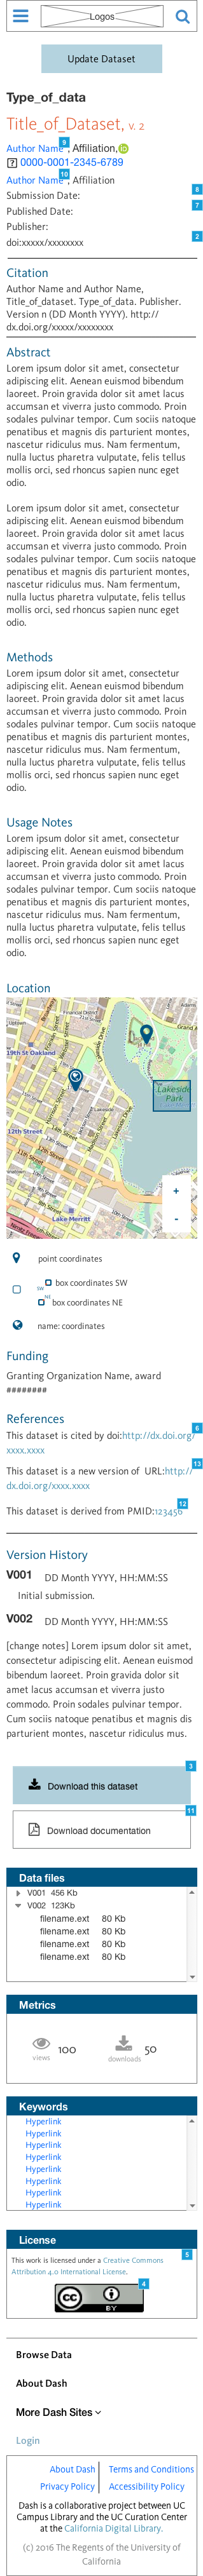 Logos
Update Dataset
Type_of_data
Title_of_Dataset, v. 2
Author Name 9, Affiliation, iD
? 0000-0001-2345-6789
Author Name 10, Affiliation
8
Submission Date:
7
Published Date:
Publisher:
2
doi:xxxxx/xxxxxxxx
Citation
Author Name and Author Name,
Title_of_dataset. Type_of_data. Publisher.
Version n (DD Month YYYY). http://
dx.doi.org/xxxxx/xxxxxxxx
Abstract
Lorem ipsum dolor sit amet, consectetur
adipiscing elit. Aenean euismod bibendum
laoreet. Proin gravida dolor sit amet lacus
accumsan et viverra justo commodo. Proin
sodales pulvinar tempor. Cum sociis natoque
penatibus et magnis dis parturient montes,
nascetur ridiculus mus. Nam fermentum,
nulla luctus pharetra vulputate, felis tellus
mollis orci, sed rhoncus sapien nunc eget
odio.
Lorem ipsum dolor sit amet, consectetur
adipiscing elit. Aenean euismod bibendum
laoreet. Proin gravida dolor sit amet lacus
accumsan et viverra justo commodo. Proin
sodales pulvinar tempor. Cum sociis natoque
penatibus et magnis dis parturient montes,
nascetur ridiculus mus. Nam fermentum,
nulla luctus pharetra vulputate, felis tellus
mollis orci, sed rhoncus sapien nunc eget
odio.
Methods
Lorem ipsum dolor sit amet, consectetur
adipiscing elit. Aenean euismod bibendum
laoreet. Proin gravida dolor sit amet lacus
accumsan et viverra justo commodo. Proin
sodales pulvinar tempor. Cum sociis natoque
penatibus et magnis dis parturient montes,
nascetur ridiculus mus. Nam fermentum,
nulla luctus pharetra vulputate, felis tellus
mollis orci, sed rhoncus sapien nunc eget
odio.
Usage Notes
Lorem ipsum dolor sit amet, consectetur
adipiscing elit. Aenean euismod bibendum
laoreet. Proin gravida dolor sit amet lacus
accumsan et viverra justo commodo. Proin
sodales pulvinar tempor. Cum sociis natoque
penatibus et magnis dis parturient montes,
nascetur ridiculus mus. Nam fermentum,
nulla luctus pharetra vulputate, felis tellus
mollis orci, sed rhoncus sapien nunc eget
odio.
Location
19th St Oakland
Lakeside
Park
12th Street
Lake Merritt
+
-
point coordinates
SW box coordinates SW
NE box coordinates NE
name: coordinates
Funding
Granting Organization Name, award
########
References
6
This dataset is cited by doi:http://dx.doi.org/
xxxx.xxxx
13
This dataset is a new version of URL:http://
dx.doi.org/xxxx.xxxx
12
This dataset is derived from PMID:123456
Version History
V001 DD Month YYYY, HH:MM:SS
Initial submission.
V002 DD Month YYYY, HH:MM:SS
[change notes] Lorem ipsum dolor sit amet,
consectetur adipiscing elit. Aenean euismod
bibendum laoreet. Proin gravida dolor sit
amet lacus accumsan et viverra justo
commodo. Proin sodales pulvinar tempor.
Cum sociis natoque penatibus et magnis dis
parturient montes, nascetur ridiculus mus.
3
Download this dataset
11
Download documentation
Data files
V001 456 Kb
V002 123Kb
filename.ext 80 Kb
filename.ext 80 Kb
filename.ext 80 Kb
filename.ext 80 Kb
Metrics
100 50
views downloads
Keywords
Hyperlink
Hyperlink
Hyperlink
Hyperlink
Hyperlink
Hyperlink
Hyperlink
Hyperlink
License
5
This work is licensed under a Creative Commons
Attribution 4.0 International License.
4
cc BY
Browse Data
About Dash
More Dash Sites
Login
About Dash Terms and Conditions
Privacy Policy Accessibility Policy
Dash is a collaborative project between UC
Campus Library and the UC Curation Center
at the California Digital Library.
(c) 2016 The Regents of the University of
California